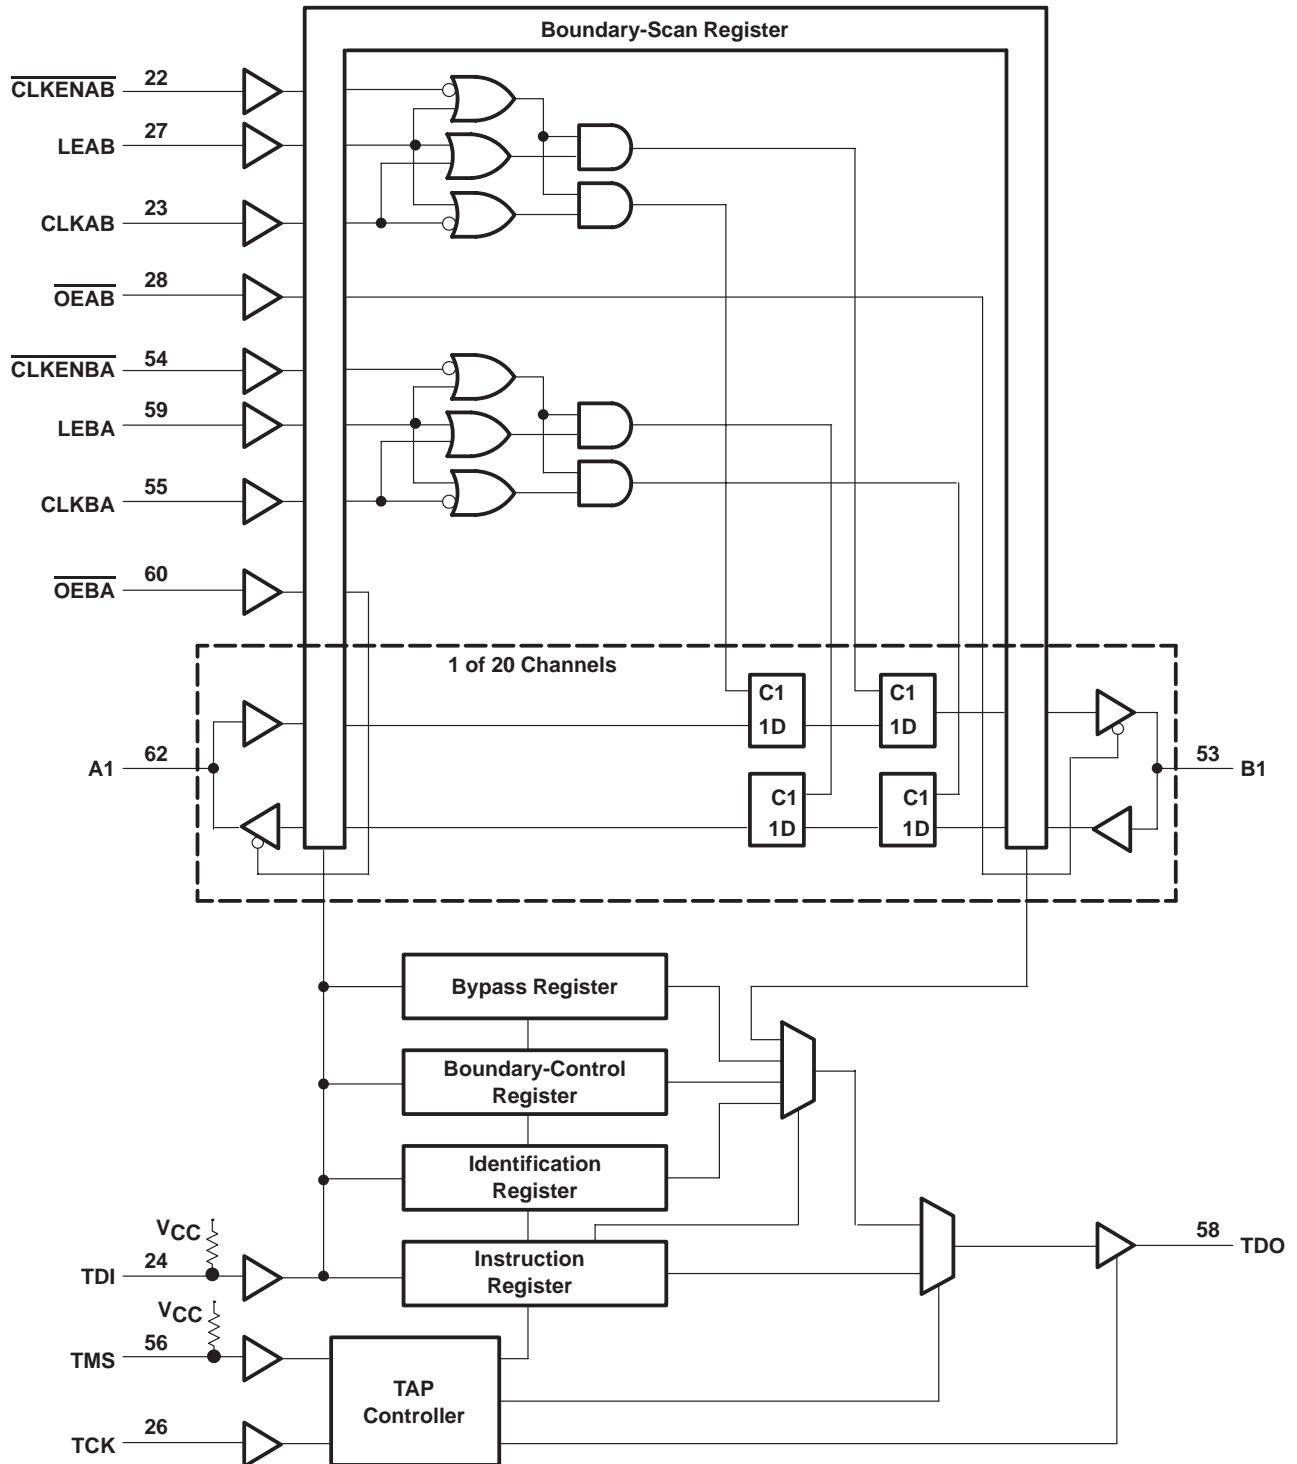 Boundary-Scan Register
CLKENAB 22
LEAB 27
CLKAB 23
OEAB 28
CLKENBA 54
LEBA 59
CLKBA 55
OEBA 60
1 of 20 Channels
C1
1D
C1
1D
A1 62
53 B1
C1
1D
C1
1D
Bypass Register
Boundary-Control
Register
Identification
Register
VCC
TDI 24
Instruction
Register
58 TDO
VCC
TMS 56
TAP
Controller
TCK 26